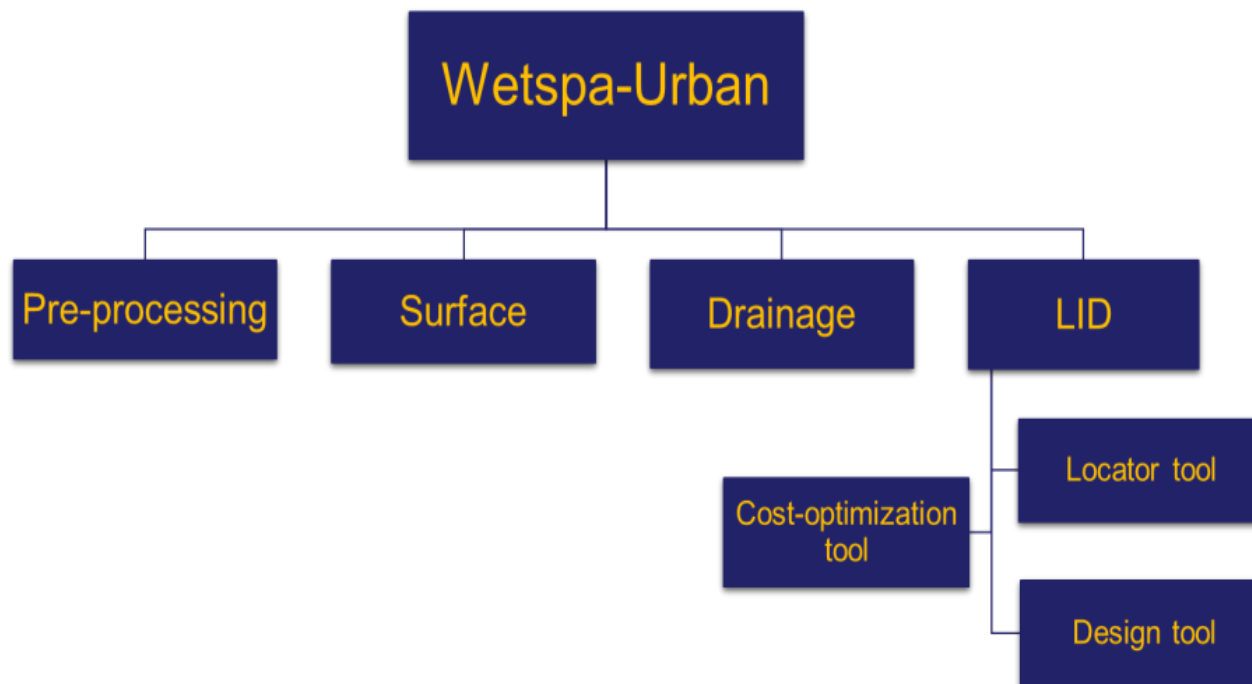 Wetspa-Urban
Pre-processing
Surface
Drainage
LID
Locator tool
Cost-optimization
tool
Design tool